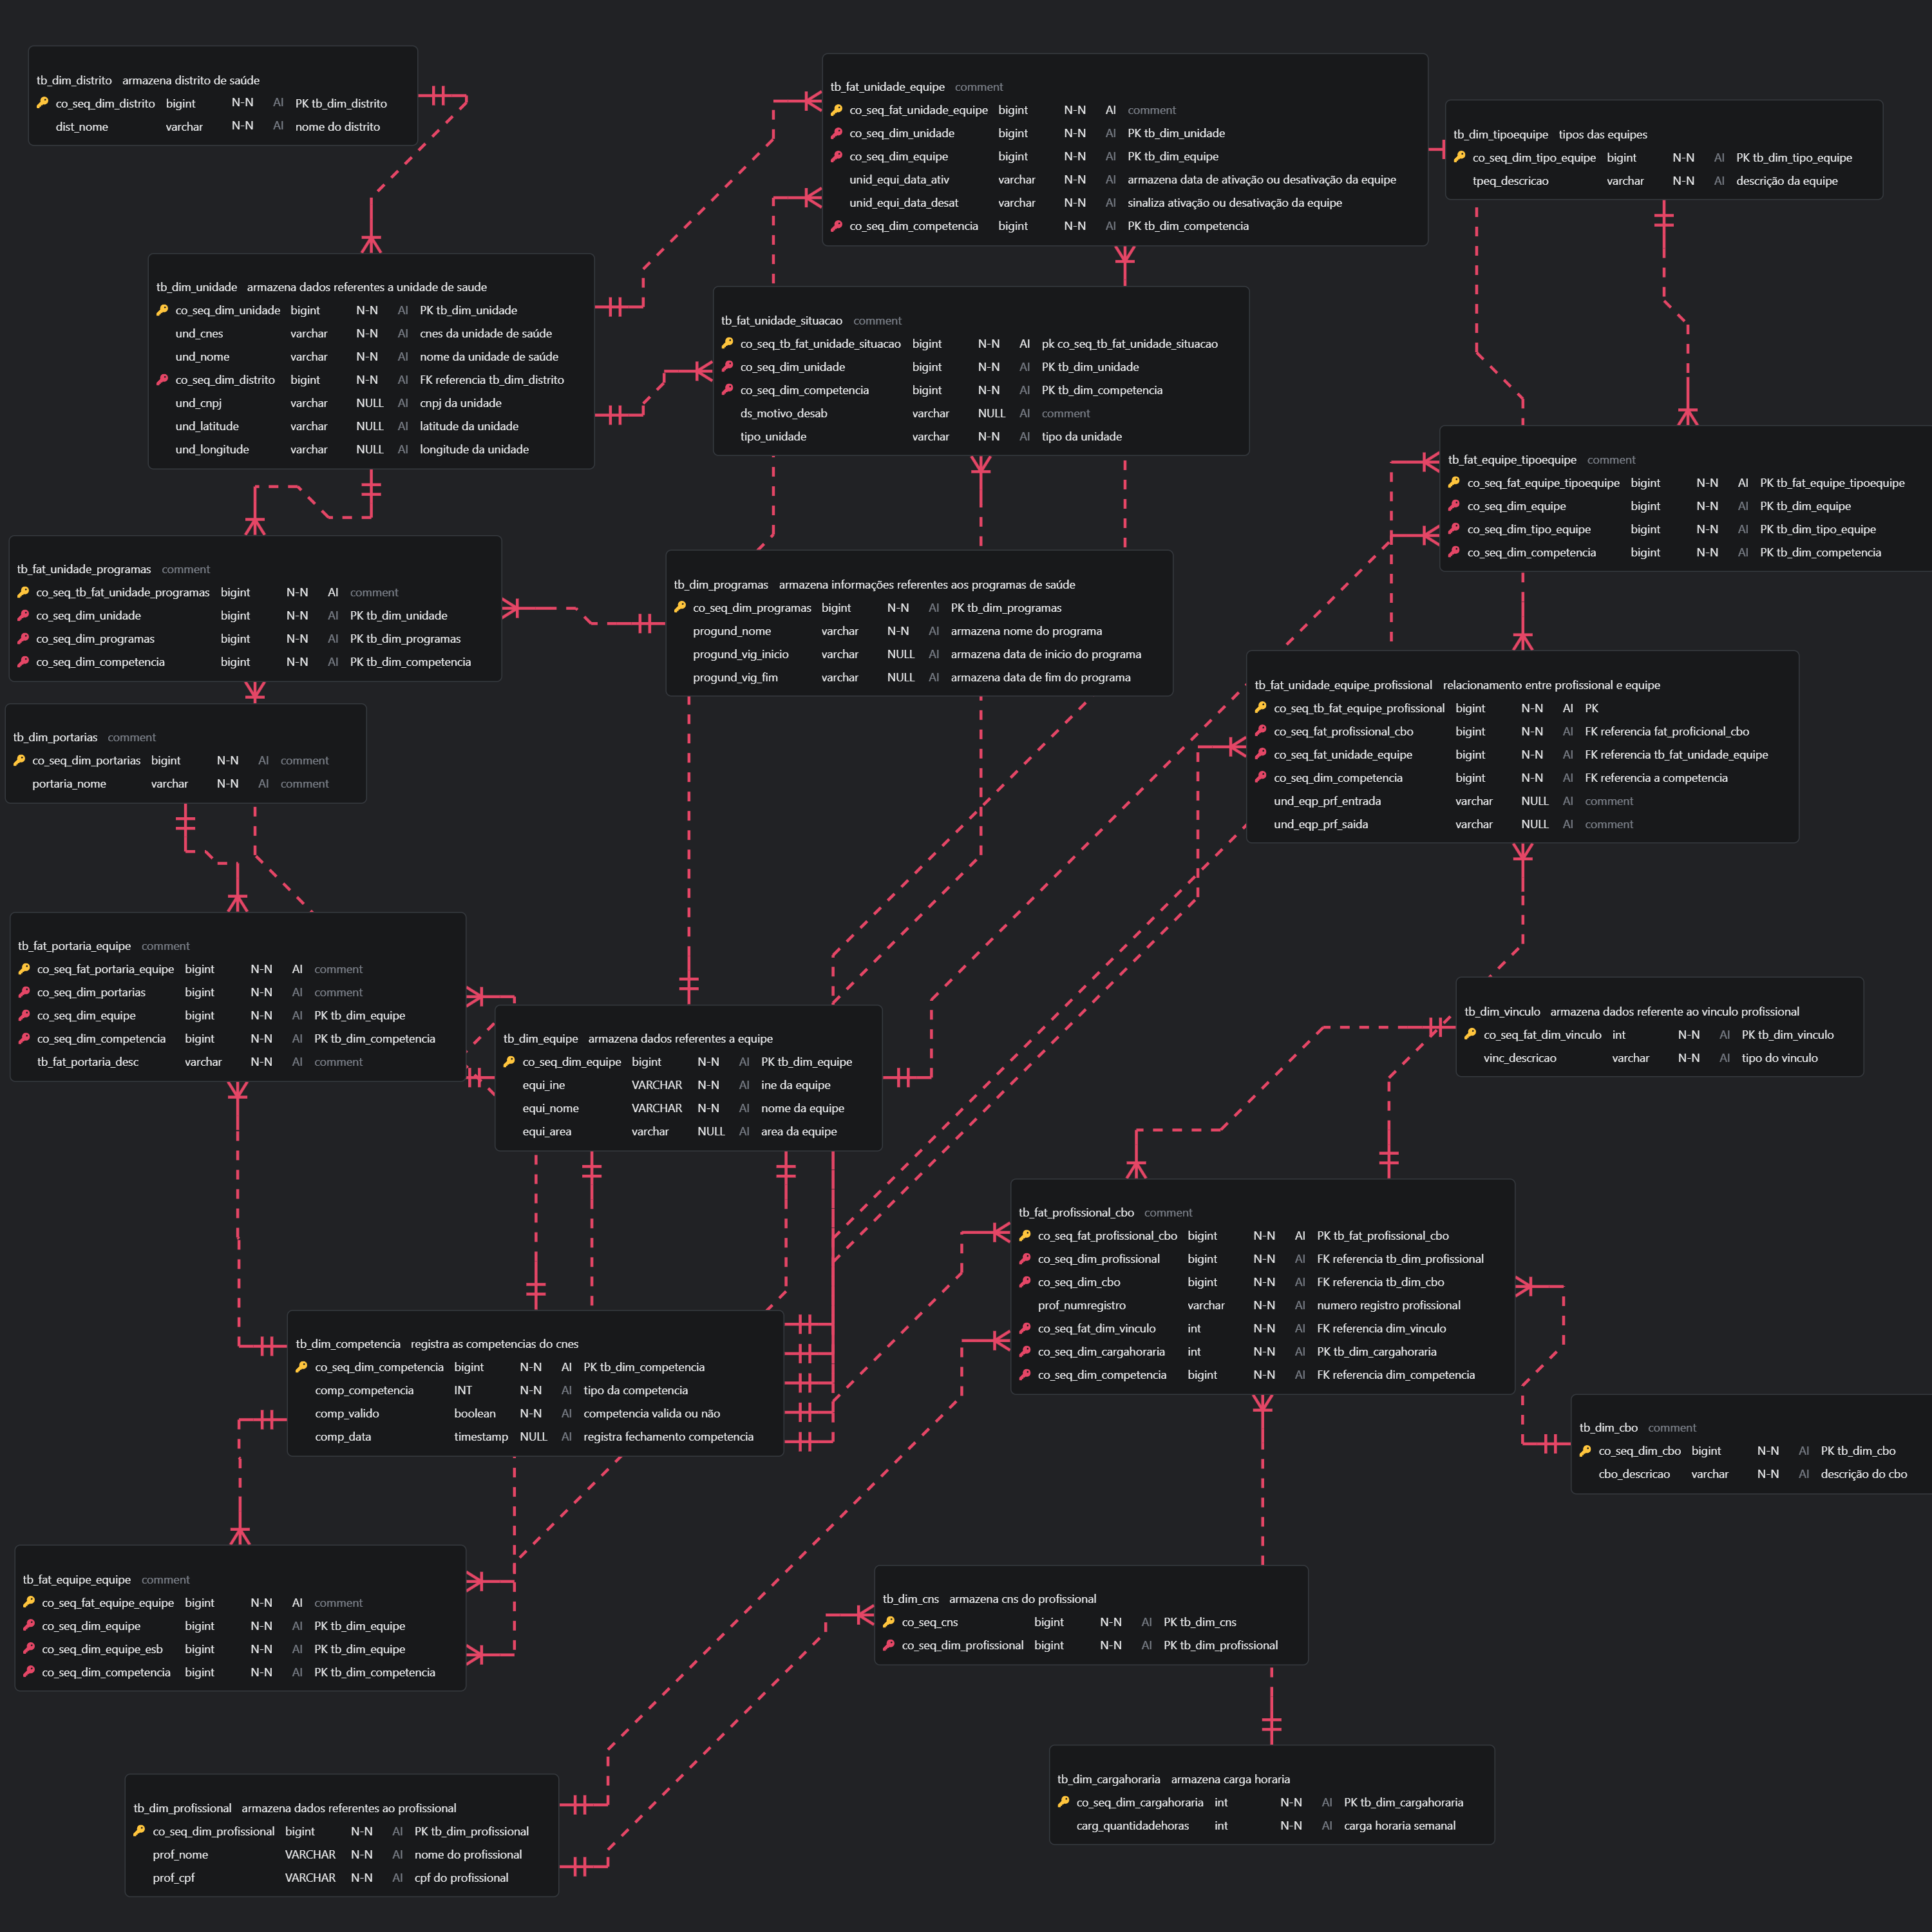 tb_dim_distrito armazena distrito de saúde
co_seq_dim_distrito bigint N-N AI PK tb_dim_distrito
dist_nome varchar N-N AI nome do distrito
tb_fat_unidade_equipe comment
co_seq_fat_unidade_equipe bigint N-N AI comment
co_seq_dim_unidade bigint N-N AI PK tb_dim_unidade
co_seq_dim_equipe bigint N-N AI PK tb_dim_equipe
unid_equi_data_ativ varchar N-N AI armazena data de ativação ou desativação da equipe
unid_equi_data_desat varchar N-N AI sinaliza ativação ou desativação da equipe
co_seq_dim_competencia bigint N-N AI PK tb_dim_competencia
tb_dim_tipoequipe tipos das equipes
co_seq_dim_tipo_equipe bigint N-N AI PK tb_dim_tipo_equipe
tpeq_descricao varchar N-N AI descrição da equipe
tb_dim_unidade armazena dados referentes a unidade de saude
co_seq_dim_unidade bigint N-N AI PK tb_dim_unidade
und_cnes varchar N-N AI cnes da unidade de saúde
und_nome varchar N-N AI nome da unidade de saúde
co_seq_dim_distrito bigint N-N AI FK referencia tb_dim_distrito
und_cnpj varchar NULL AI cnpj da unidade
und_latitude varchar NULL AI latitude da unidade
und_longitude varchar NULL AI longitude da unidade
tb_fat_unidade_situacao comment
co_seq_tb_fat_unidade_situacao bigint N-N AI pk co_seq_tb_fat_unidade_situacao
co_seq_dim_unidade bigint N-N AI PK tb_dim_unidade
co_seq_dim_competencia bigint N-N AI PK tb_dim_competencia
ds_motivo_desab varchar NULL AI comment
tipo_unidade varchar N-N AI tipo da unidade
tb_fat_equipe_tipoequipe comment
co_seq_fat_equipe_tipoequipe bigint N-N AI PK tb_fat_equipe_tipoequipe
co_seq_dim_equipe bigint N-N AI PK tb_dim_equipe
co_seq_dim_tipo_equipe bigint N-N AI PK tb_dim_tipo_equipe
co_seq_dim_competencia bigint N-N AI PK tb_dim_competencia
tb_fat_unidade_programas comment
co_seq_tb_fat_unidade_programas bigint N-N AI comment
co_seq_dim_unidade bigint N-N AI PK tb_dim_unidade
co_seq_dim_programas bigint N-N AI PK tb_dim_programas
co_seq_dim_competencia bigint N-N AI PK tb_dim_competencia
tb_dim_programas armazena informações referentes aos programas de saúde
co_seq_dim_programas bigint N-N AI PK tb_dim_programas
progund_nome varchar N-N AI armazena nome do programa
progund_vig_inicio varchar NULL AI armazena data de inicio do programa
progund_vig_fim varchar NULL AI armazena data de fim do programa
tb_fat_unidade_equipe_profissional relacionamento entre profissional e equipe
co_seq_tb_fat_equipe_profissional bigint N-N AI PK
co_seq_fat_profissional_cbo bigint N-N AI FK referencia fat_proficional_cbo
co_seq_fat_unidade_equipe bigint N-N AI FK referencia tb_fat_unidade_equipe
co_seq_dim_competencia bigint N-N AI FK referencia a competencia
und_eqp_prf_entrada varchar NULL AI comment
und_eqp_prf_saida varchar NULL AI comment
tb_dim_portarias comment
co_seq_dim_portarias bigint N-N AI comment
portaria_nome varchar N-N AI comment
tb_fat_portaria_equipe comment
co_seq_fat_portaria_equipe bigint N-N AI comment
co_seq_dim_portarias bigint N-N AI comment
co_seq_dim_equipe bigint N-N AI PK tb_dim_equipe
co_seq_dim_competencia bigint N-N AI PK tb_dim_competencia
tb_fat_portaria_desc varchar N-N AI comment
tb_dim_equipe armazena dados referentes a equipe
co_seq_dim_equipe bigint N-N AI PK tb_dim_equipe
equi_ine VARCHAR N-N AI ine da equipe
equi_nome VARCHAR N-N AI nome da equipe
equi_area varchar NULL AI area da equipe
tb_dim_vinculo armazena dados referente ao vinculo profissional
co_seq_fat_dim_vinculo int N-N AI PK tb_dim_vinculo
vinc_descricao varchar N-N AI tipo do vinculo
tb_fat_profissional_cbo comment
co_seq_fat_profissional_cbo bigint N-N AI PK tb_fat_profissional_cbo
co_seq_dim_profissional bigint N-N AI FK referencia tb_dim_profissional
co_seq_dim_cbo bigint N-N AI FK referencia tb_dim_cbo
prof_numregistro varchar N-N AI numero registro profissional
co_seq_fat_dim_vinculo int N-N AI FK referencia dim_vinculo
co_seq_dim_cargahoraria int N-N AI PK tb_dim_cargahoraria
co_seq_dim_competencia bigint N-N AI FK referencia dim_competencia
tb_dim_competencia registra as competencias do cnes
co_seq_dim_competencia bigint N-N AI PK tb_dim_competencia
comp_competencia INT N-N AI tipo da competencia
comp_valido boolean N-N AI competencia valida ou não
comp_data timestamp NULL AI registra fechamento competencia
tb_dim_cbo comment
co_seq_dim_cbo bigint N-N AI PK tb_dim_cbo
cbo_descricao varchar N-N AI descrição do cbo
tb_fat_equipe_equipe comment
co_seq_fat_equipe_equipe bigint N-N AI comment
co_seq_dim_equipe bigint N-N AI PK tb_dim_equipe
co_seq_dim_equipe_esb bigint N-N AI PK tb_dim_equipe
co_seq_dim_competencia bigint N-N AI PK tb_dim_competencia
tb_dim_cns armazena cns do profissional
co_seq_cns bigint N-N AI PK tb_dim_cns
co_seq_dim_profissional bigint N-N AI PK tb_dim_profissional
tb_dim_cargahoraria armazena carga horaria
co_seq_dim_cargahoraria int N-N AI PK tb_dim_cargahoraria
carg_quantidadehoras int N-N AI carga horaria semanal
tb_dim_profissional armazena dados referentes ao profissional
co_seq_dim_profissional bigint N-N AI PK tb_dim_profissional
prof_nome VARCHAR N-N AI nome do profissional
prof_cpf VARCHAR N-N AI cpf do profissional